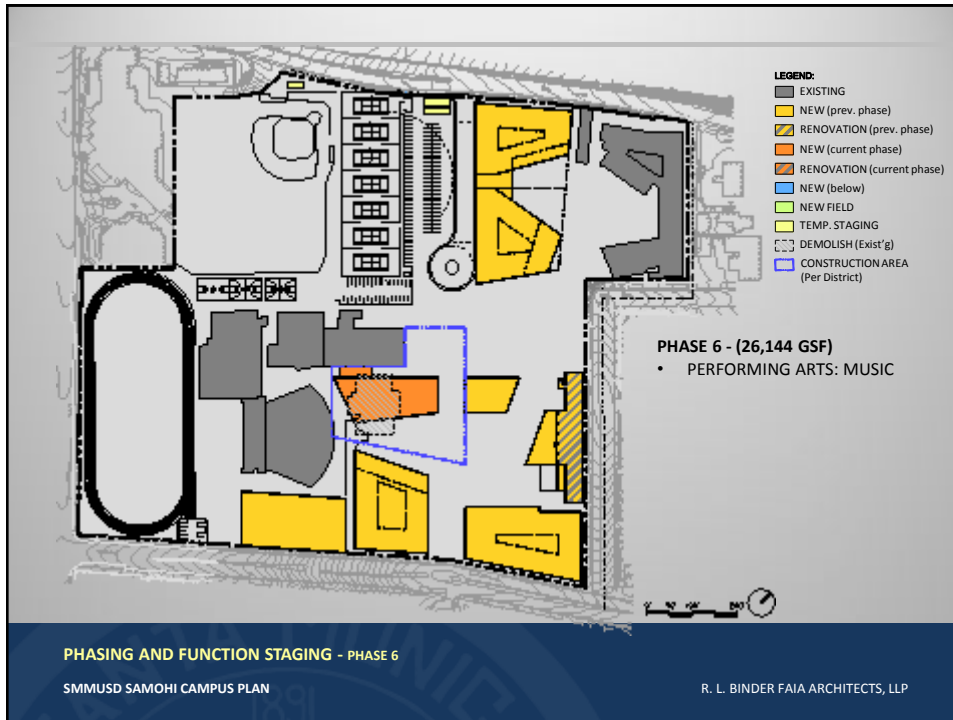 LEGEND:
EXISTING
NEW (prev. phase)
RENOVATION (prev. phase)
NEW (current phase)
RENOVATION (current phase)
NEW (below)
NEW FIELD
TEMP. STAGING
DEMOLISH (Exist'g)
CONSTRUCTION AREA
(Per District)
PHASE 6 - (26,144 GSF)
• PERFORMING ARTS: MUSIC
PHASING AND FUNCTION STAGING - PHASE 6
SMMUSD SAMOHI CAMPUS PLAN
R. L. BINDER FAIA ARCHITECTS, LLP